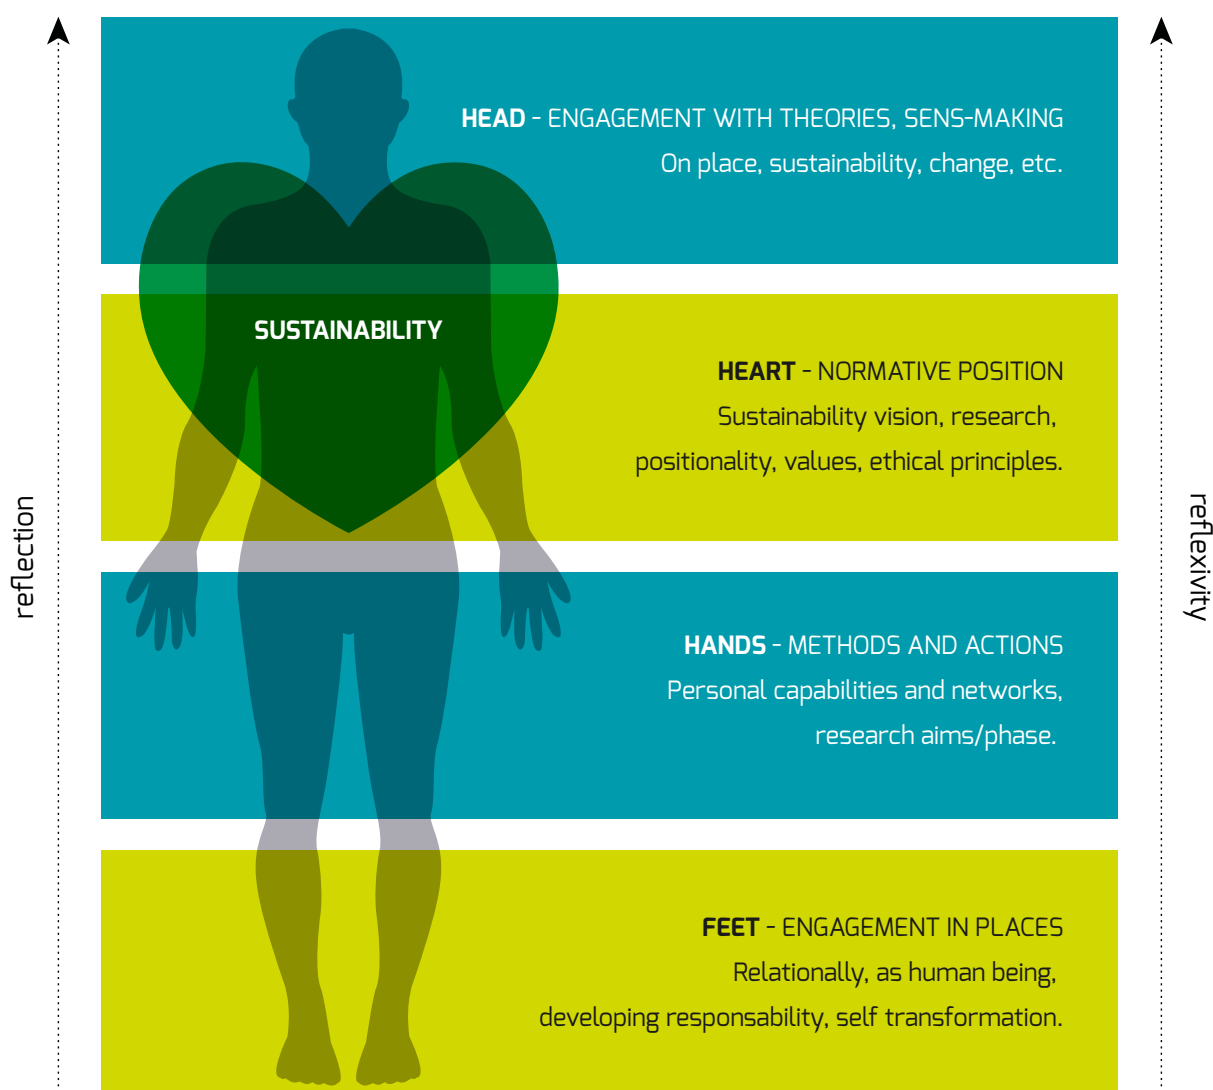 HEAD - ENGAGEMENT WITH THEORIES, SENS-MAKING
On place, sustainability, change, etc.
SUSTAINABILITY
HEART - NORMATIVE POSITION
Sustainability vision, research,
positionality, values, ethical principles.
reflection
reflexivity
HANDS - METHODS AND ACTIONS
Personal capabilities and networks,
research aims/phase.
FEET - ENGAGEMENT IN PLACES
Relationally, as human being,
developing responsability, self transformation.